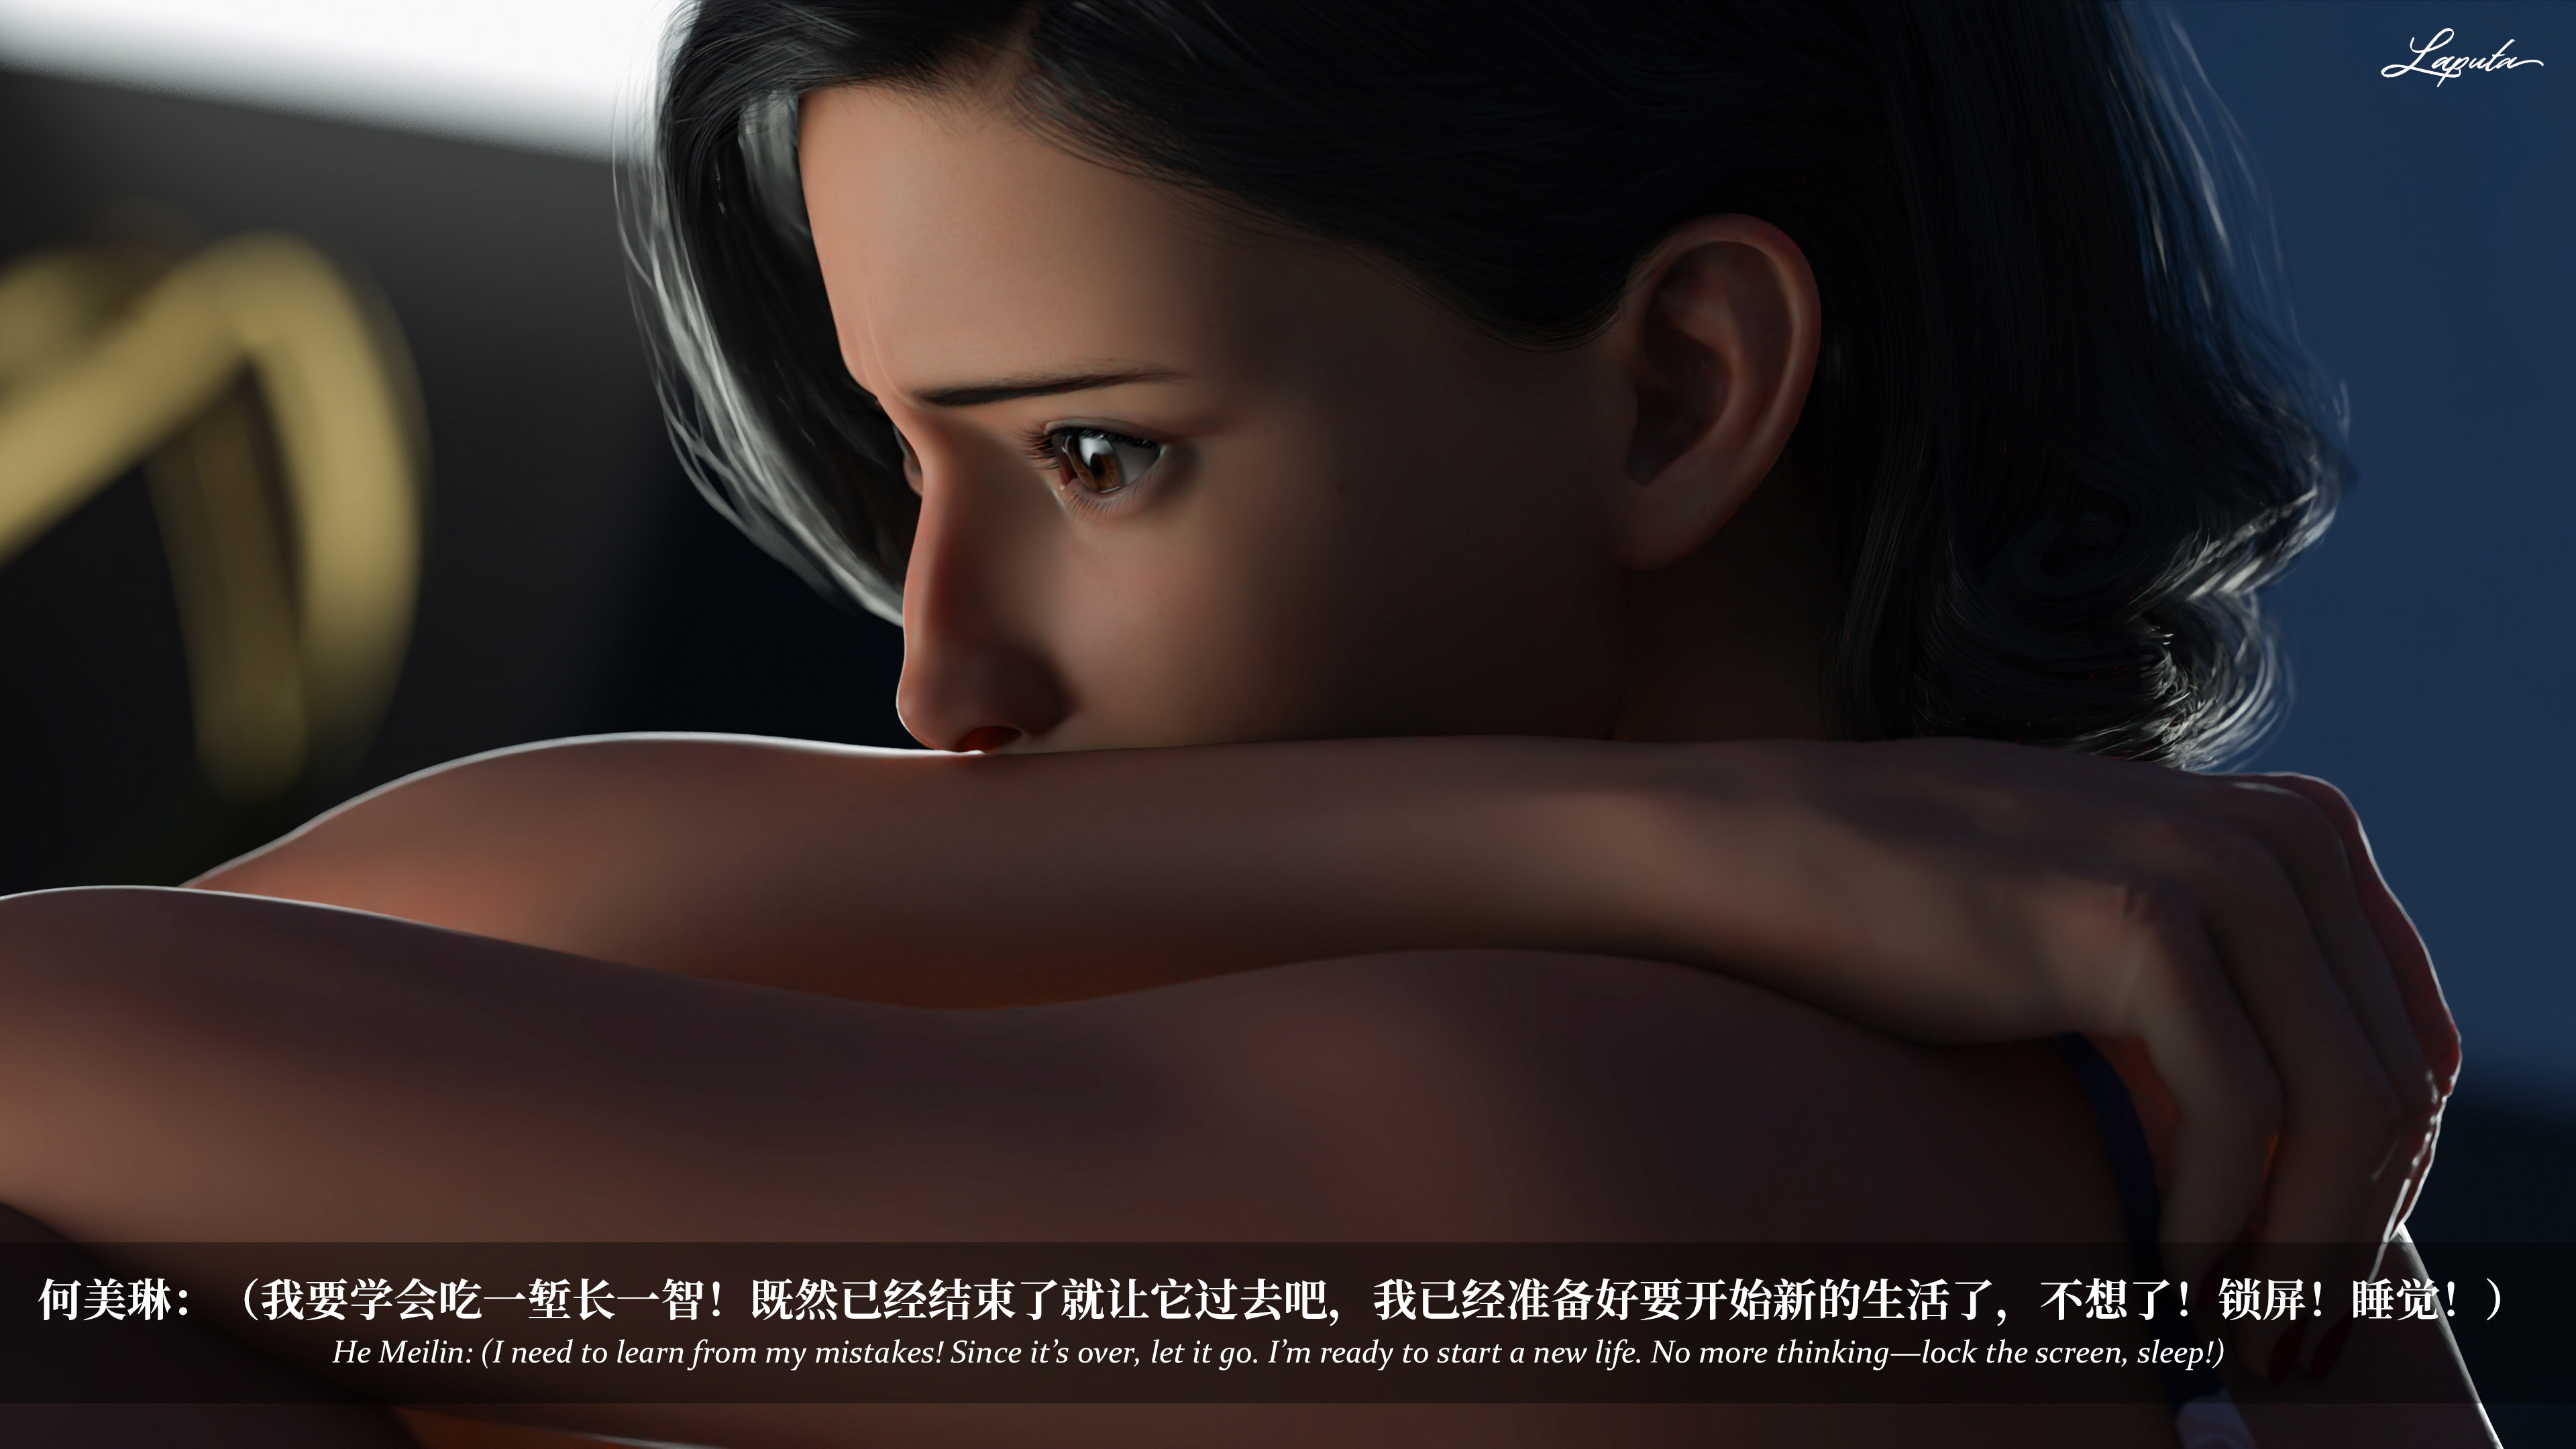 Laputa
何美琳：（我要学会吃一堑长一智！既然已经结束了就让它过去吧，我已经准备好要开始新的生活了，不想了！锁屏！睡觉！）
He Meilin: (I need to learn from my mistakes! Since it’s over, let it go. I’m ready to start a new life. No more thinking—lock the screen, sleep!)